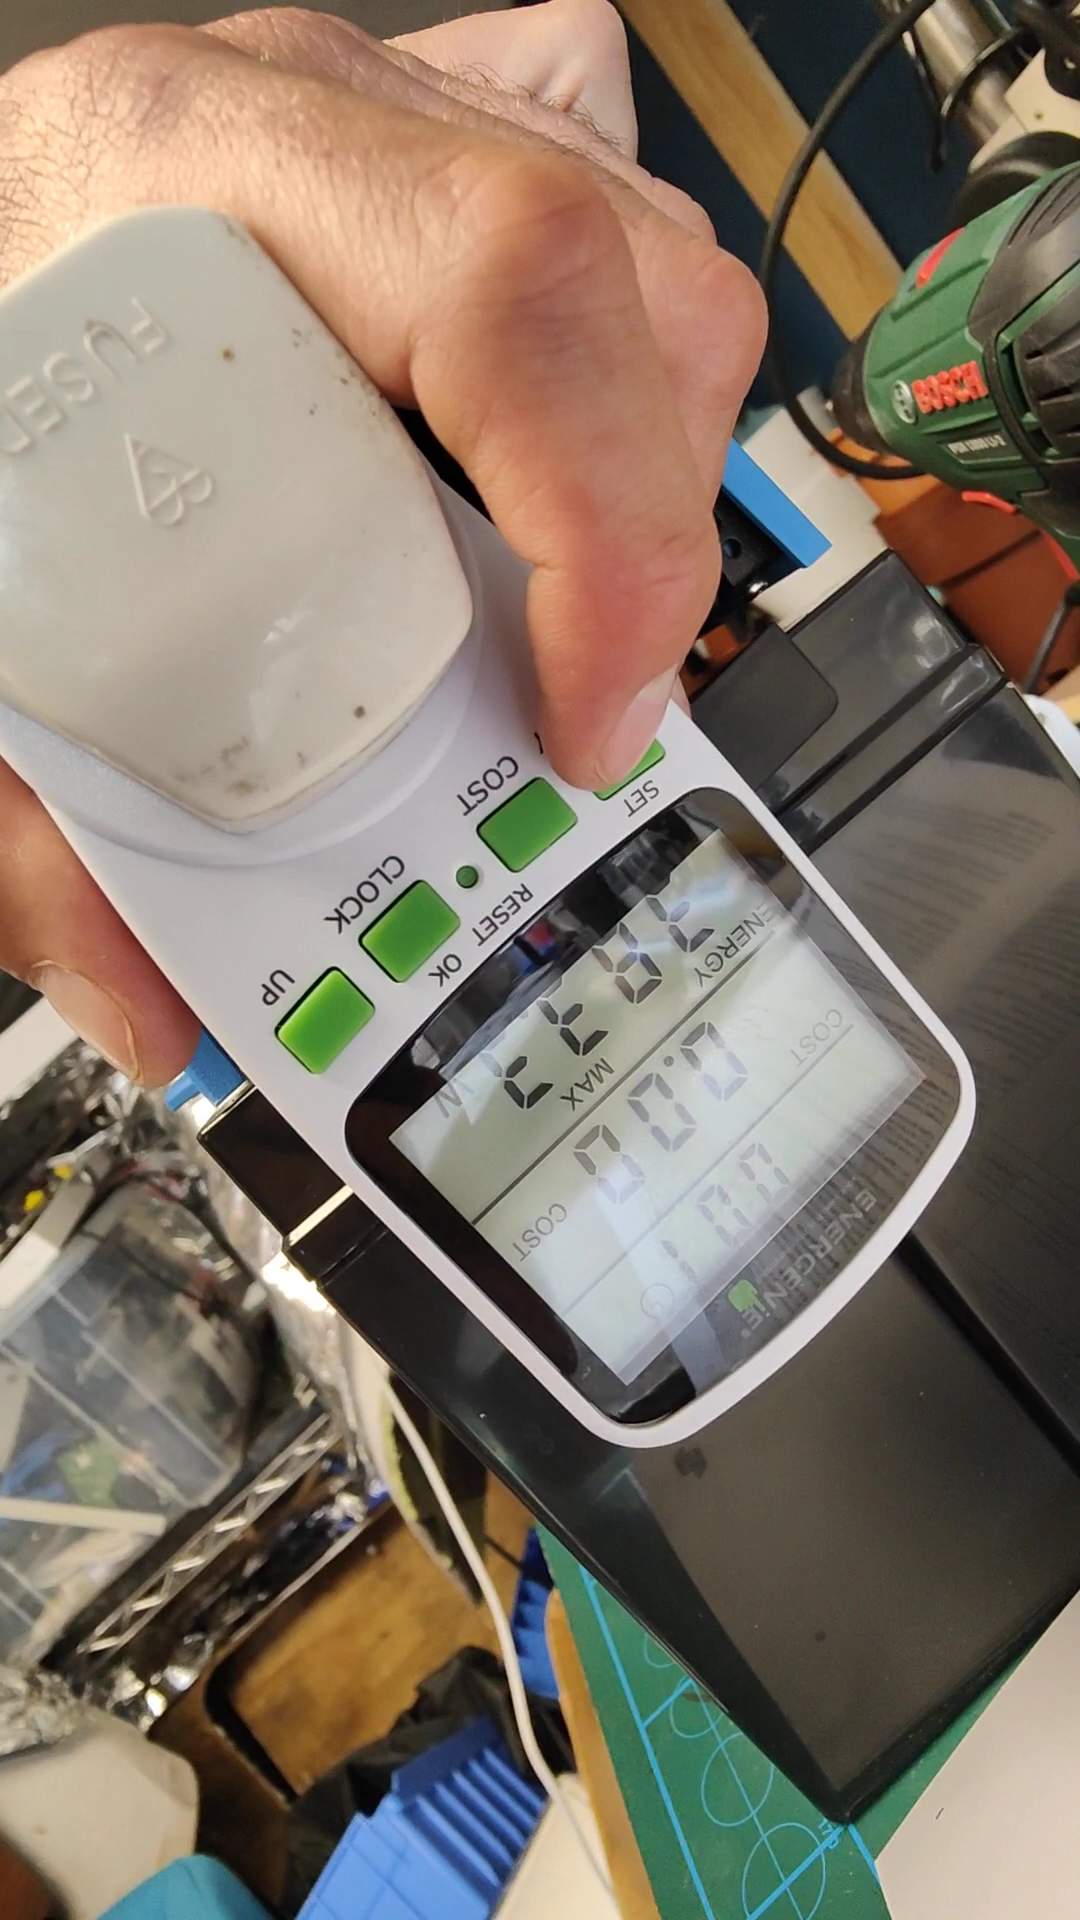 ENERGENiE
0.00
COST
COST
ENERGY
MAX
W
SET
RESET
OK
COST
CLOCK
UP
FUSED
BOSCH